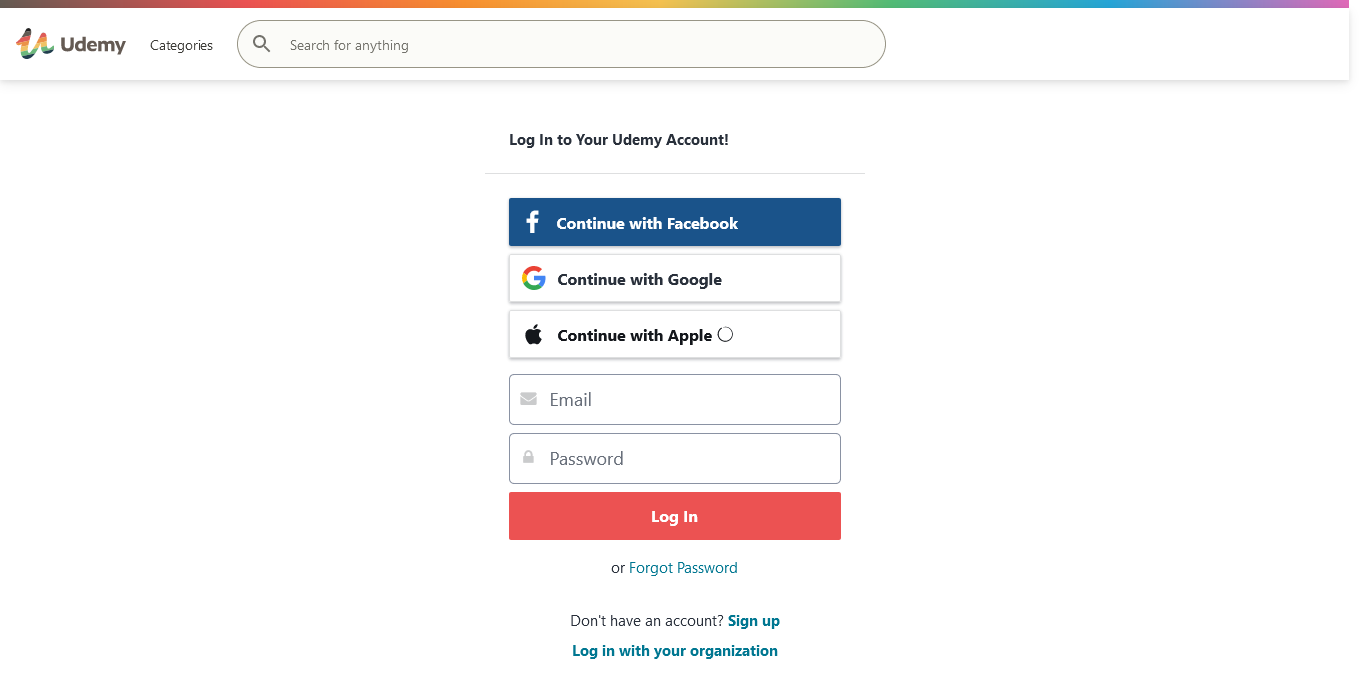 Udemy
Categories
Search for anything
Log In to Your Udemy Account!
Continue with Facebook
Continue with Google
Continue with Apple
Email
Password
Log In
or Forgot Password
Don't have an account? Sign up
Log in with your organization